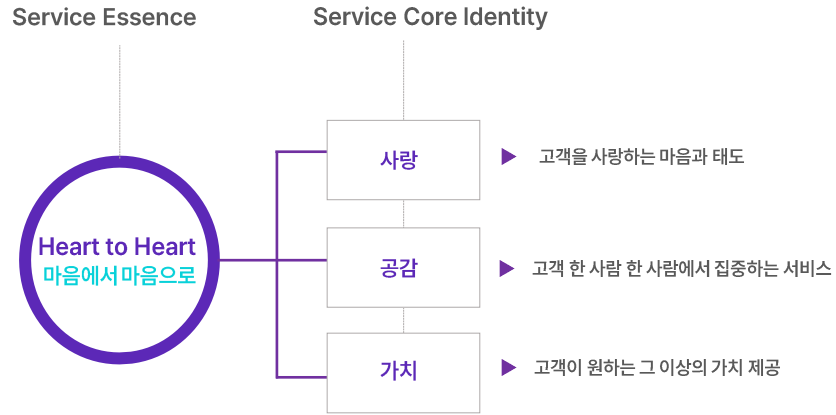 Service Essence
Service Core Identity
Heart to Heart
마음에서 마음으로
사랑
고객을 사랑하는 마음과 태도
공감
고객 한 사람 한 사람에서 집중하는 서비스
가치
고객이 원하는 그 이상의 가치 제공